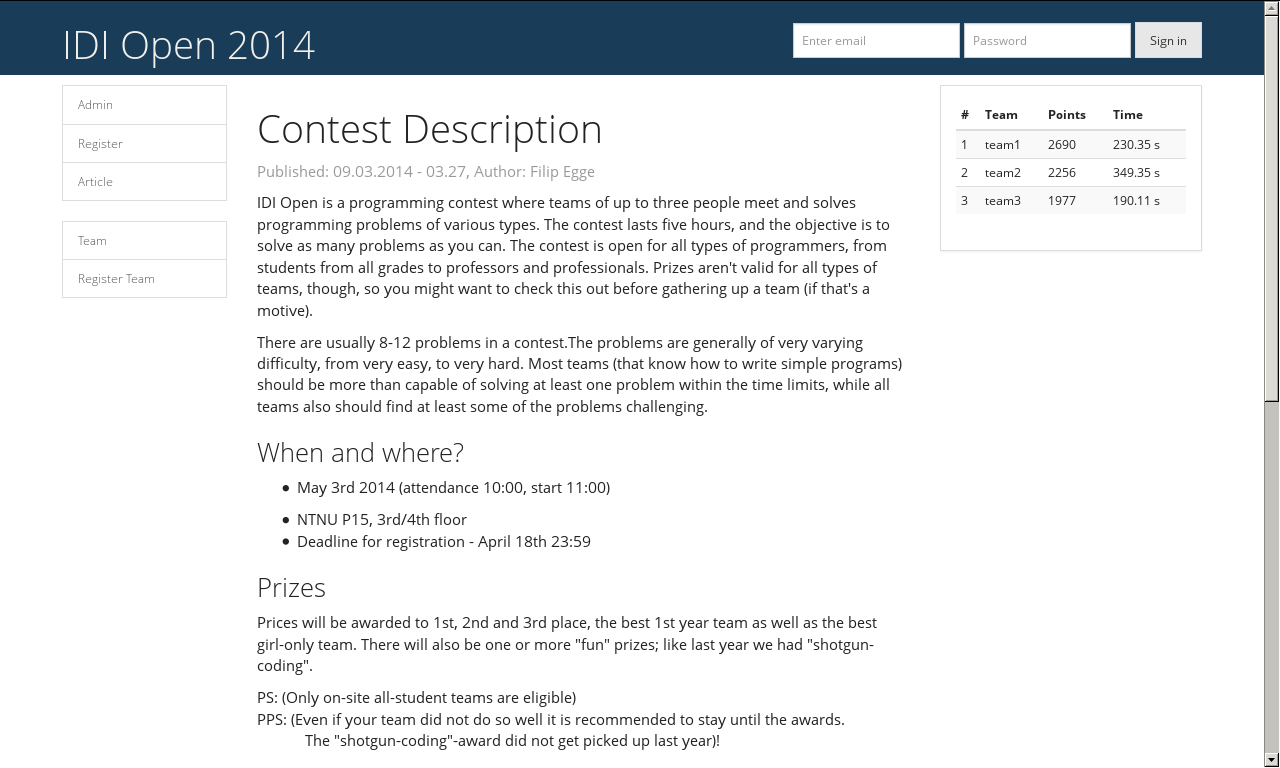 IDI Open 2014
Enter email
Password
Sign in
Admin
Register
Article
Team
Register Team
Contest Description
Published: 09.03.2014 - 03.27, Author: Filip Egge
IDI Open is a programming contest where teams of up to three people meet and solves
programming problems of various types. The contest lasts five hours, and the objective is to
solve as many problems as you can. The contest is open for all types of programmers, from
students from all grades to professors and professionals. Prizes aren't valid for all types of
teams, though, so you might want to check this out before gathering up a team (if that's a
motive).
There are usually 8-12 problems in a contest.The problems are generally of very varying
difficulty, from very easy, to very hard. Most teams (that know how to write simple programs)
should be more than capable of solving at least one problem within the time limits, while all
teams also should find at least some of the problems challenging.
When and where?
• May 3rd 2014 (attendance 10:00, start 11:00)
• NTNU P15, 3rd/4th floor
• Deadline for registration - April 18th 23:59
Prizes
Prices will be awarded to 1st, 2nd and 3rd place, the best 1st year team as well as the best
girl-only team. There will also be one or more "fun" prizes; like last year we had "shotgun-
coding".
PS: (Only on-site all-student teams are eligible)
PPS: (Even if your team did not do so well it is recommended to stay until the awards.
The "shotgun-coding"-award did not get picked up last year)!
# Team Points Time
1 team1 2690 230.35 s
2 team2 2256 349.35 s
3 team3 1977 190.11 s